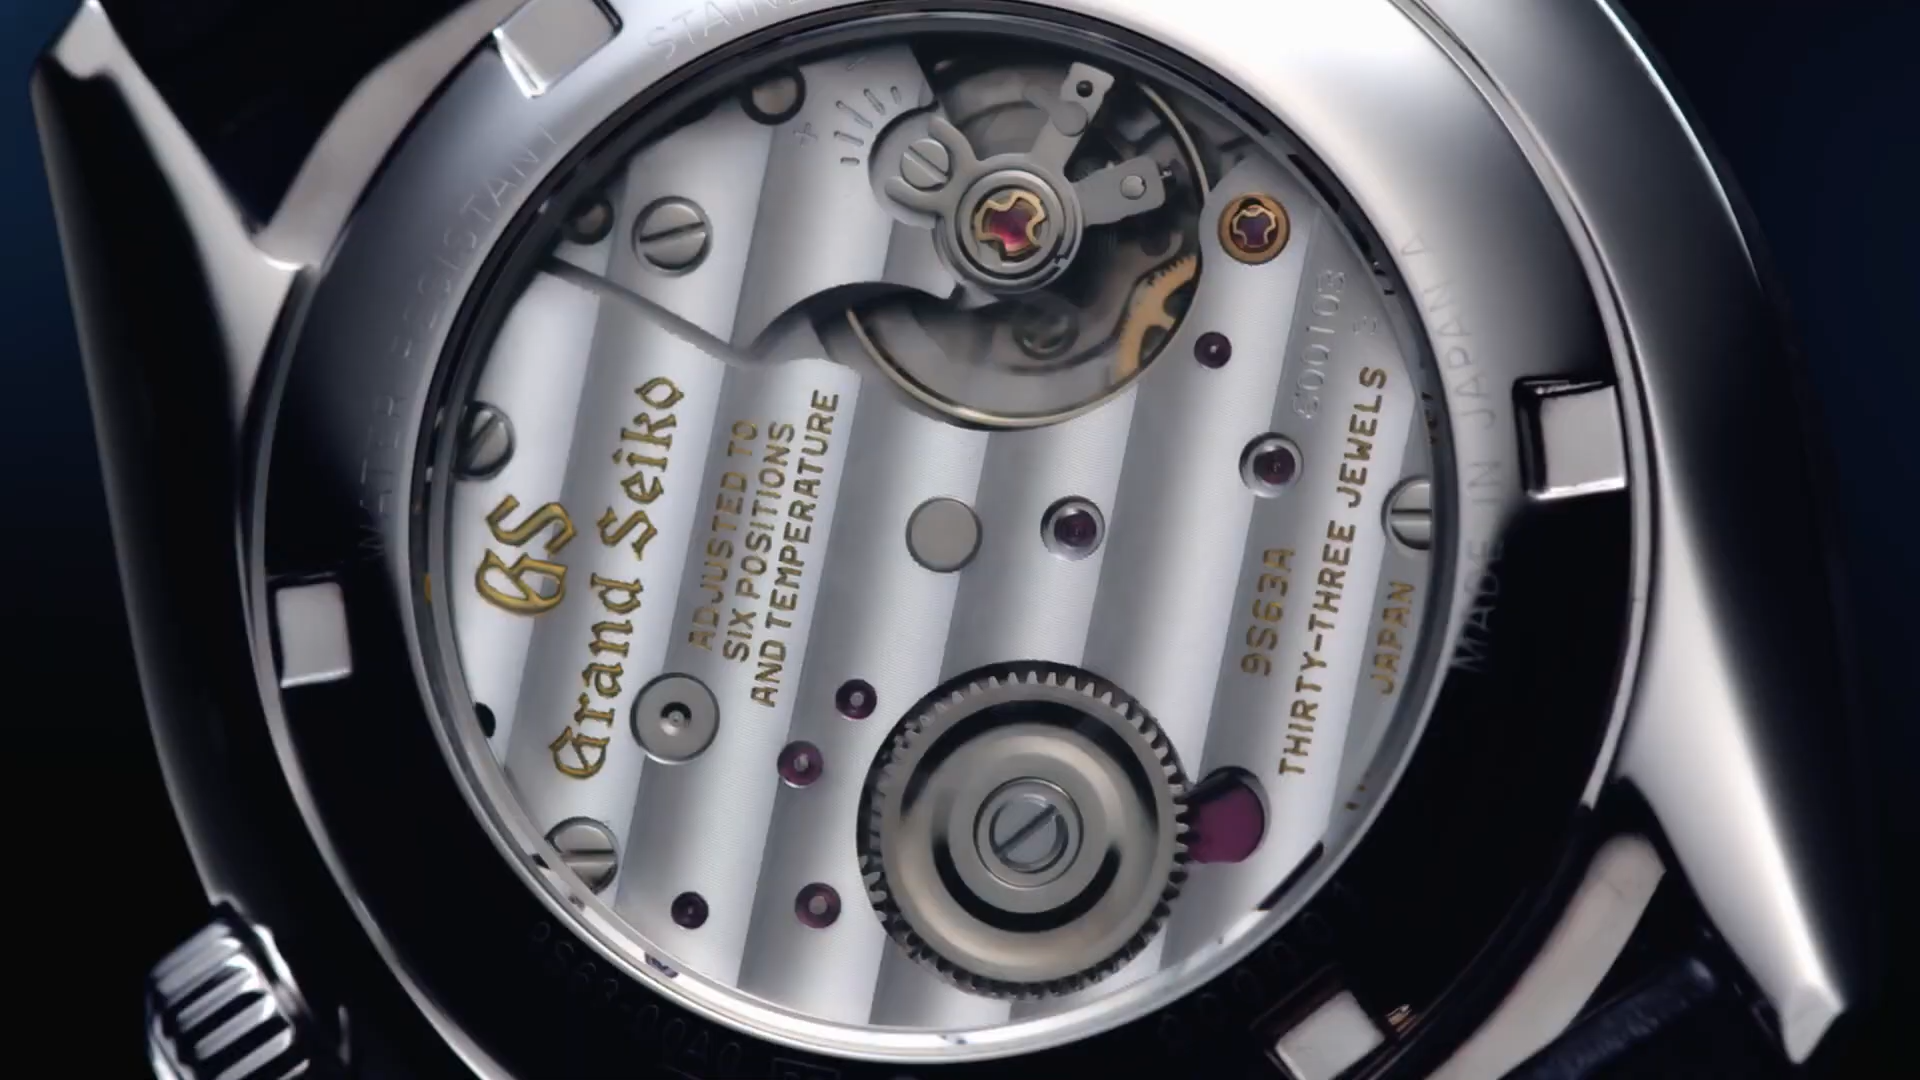 STAINLESS
WATER RESISTANT
+
GS
Grand Seiko
ADJUSTED TO
SIX POSITIONS
AND TEMPERATURE
9S63A
THIRTY-THREE JEWELS
JAPAN
MADE IN JAPAN A